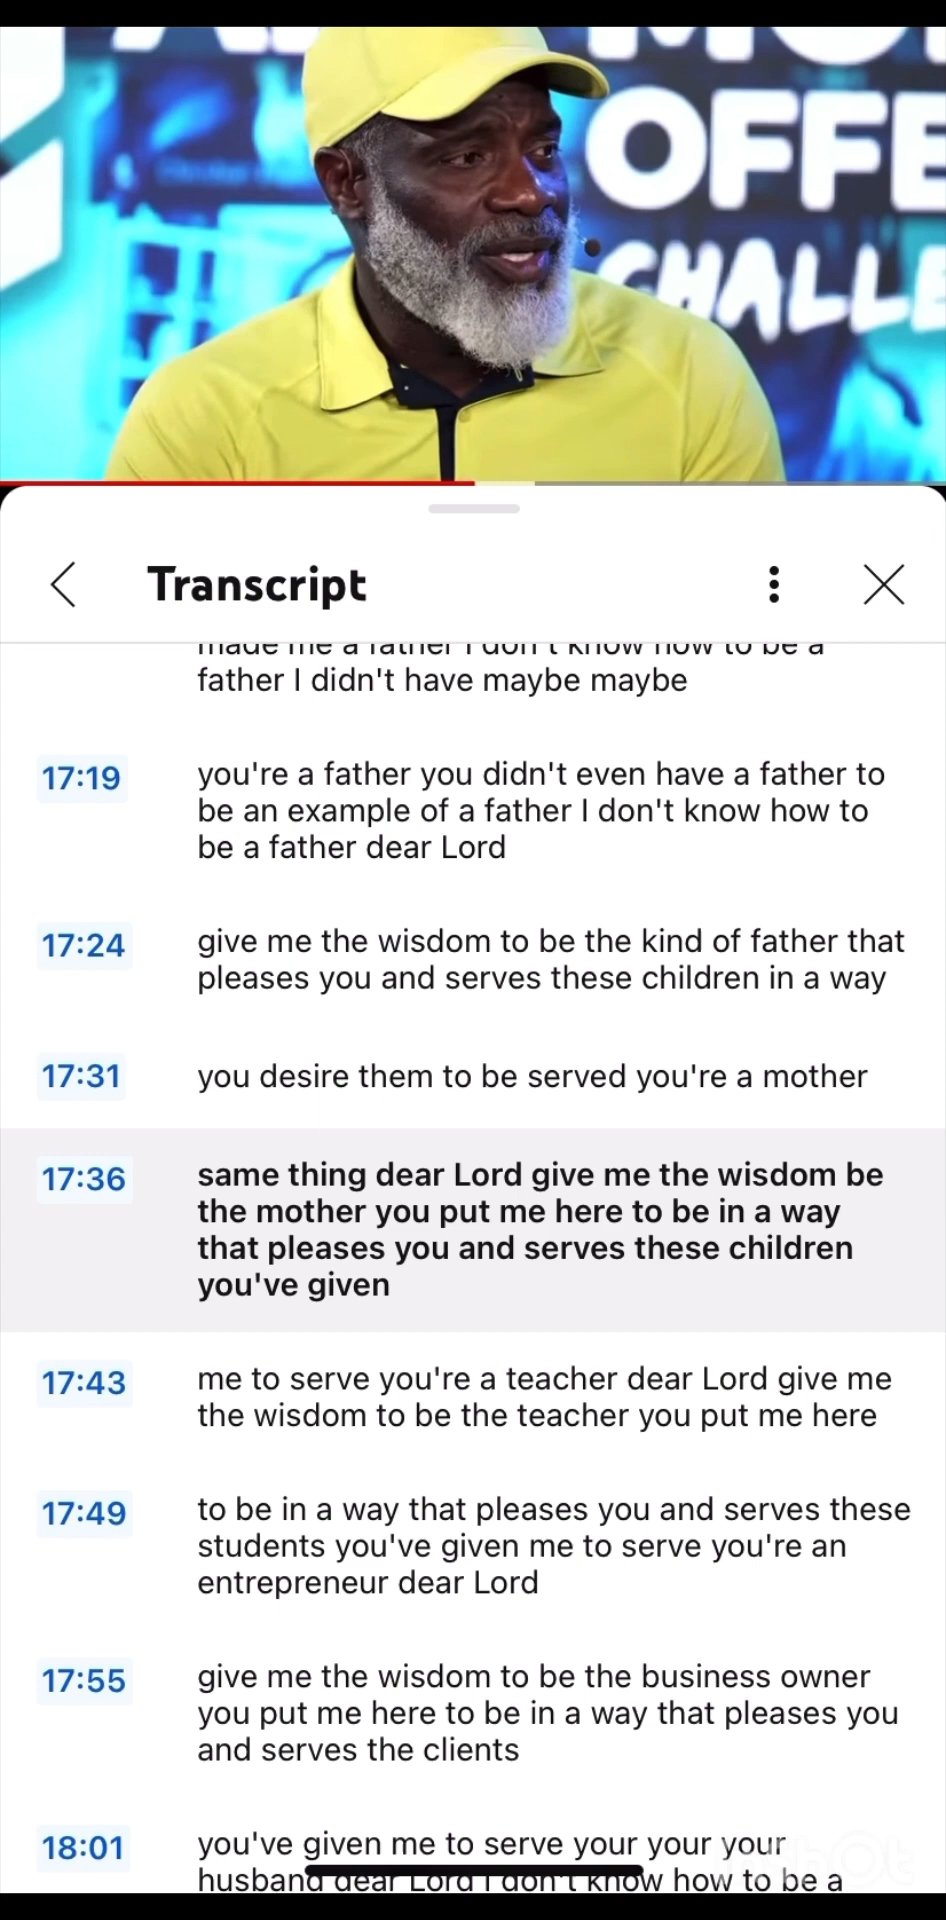 OFFE
CHALLE
Transcript
made me a father I don't know how to be a
father I didn't have maybe maybe
17:19
you're a father you didn't even have a father to
be an example of a father I don't know how to
be a father dear Lord
17:24
give me the wisdom to be the kind of father that
pleases you and serves these children in a way
17:31
you desire them to be served you're a mother
17:36
same thing dear Lord give me the wisdom be
the mother you put me here to be in a way
that pleases you and serves these children
you've given
17:43
me to serve you're a teacher dear Lord give me
the wisdom to be the teacher you put me here
17:49
to be in a way that pleases you and serves these
students you've given me to serve you're an
entrepreneur dear Lord
17:55
give me the wisdom to be the business owner
you put me here to be in a way that pleases you
and serves the clients
18:01
you've given me to serve your your your
husband dear Lord I don't know how to be a